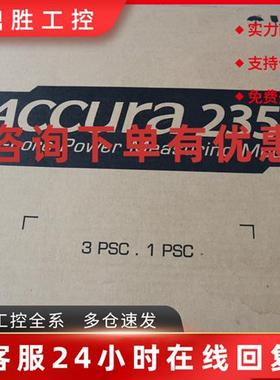 胜工控
实力
支持
免费
Accura 235
咨询下单有优惠
Power Measuring
3 PSC . 1 PSC
工控全系 多仓速发
客服24小时在线回复